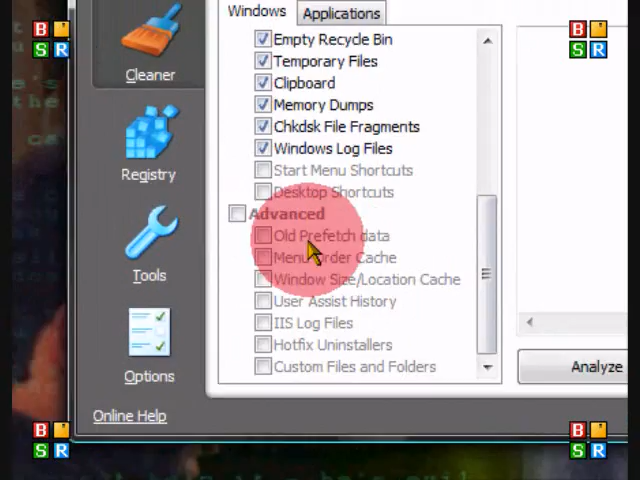 Windows
Applications
Empty Recycle Bin
Temporary Files
Clipboard
Memory Dumps
Chkdsk File Fragments
Windows Log Files
Start Menu Shortcuts
Desktop Shortcuts
Advanced
Old Prefetch data
Menu Order Cache
Window Size/Location Cache
User Assist History
IIS Log Files
Hotfix Uninstallers
Custom Files and Folders
Cleaner
Registry
Tools
Options
Online Help
Analyze
B
S R
B
S R
B
S R
B
S R